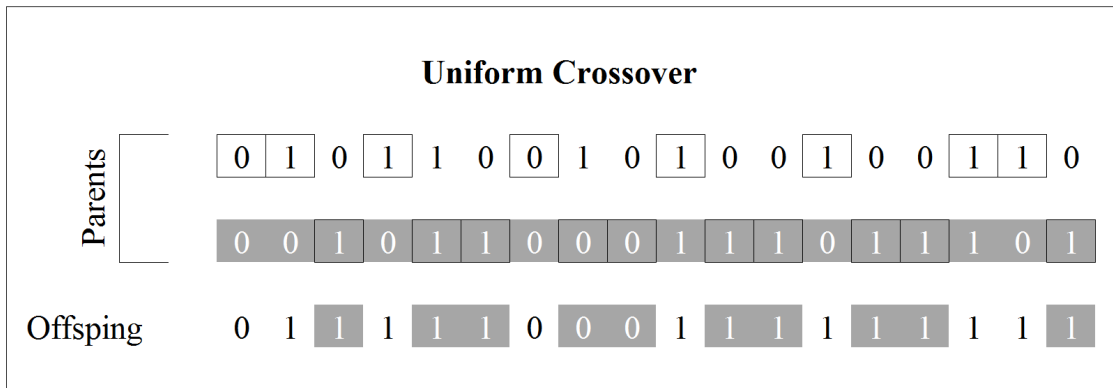 Uniform Crossover
Parents
0 1 0 1 1 0 0 1 0 1 0 0 1 0 0 1 1 0
0 0 1 0 1 1 0 0 0 1 1 1 0 1 1 1 0 1
Offsping 0 1 1 1 1 1 0 0 0 1 1 1 1 1 1 1 1 1